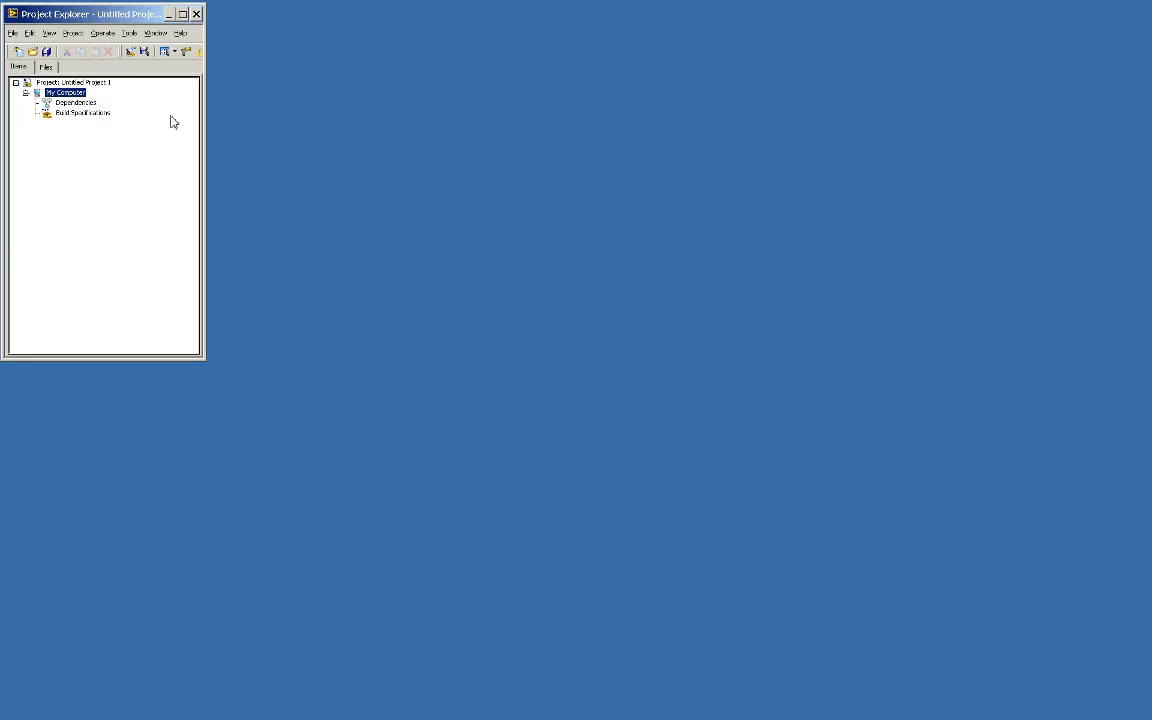 Project Explorer - Untitled Proje...
File Edit View Project Operate Tools Window Help
Items Files
Project: Untitled Project 1
My Computer
Dependencies
Build Specifications